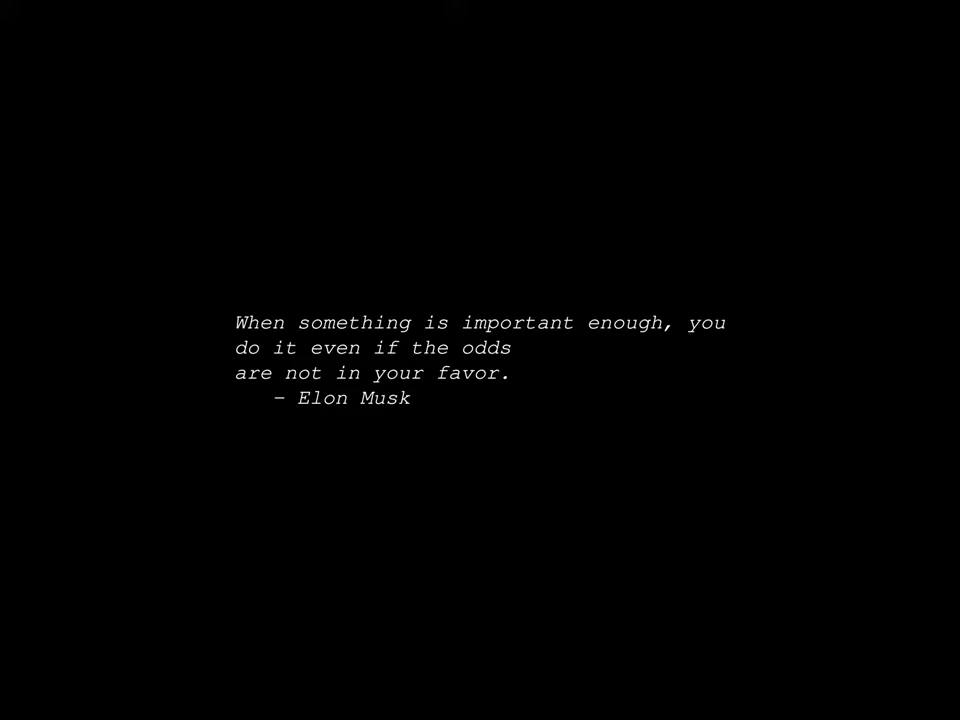 When something is important enough, you
do it even if the odds
are not in your favor.
– Elon Musk